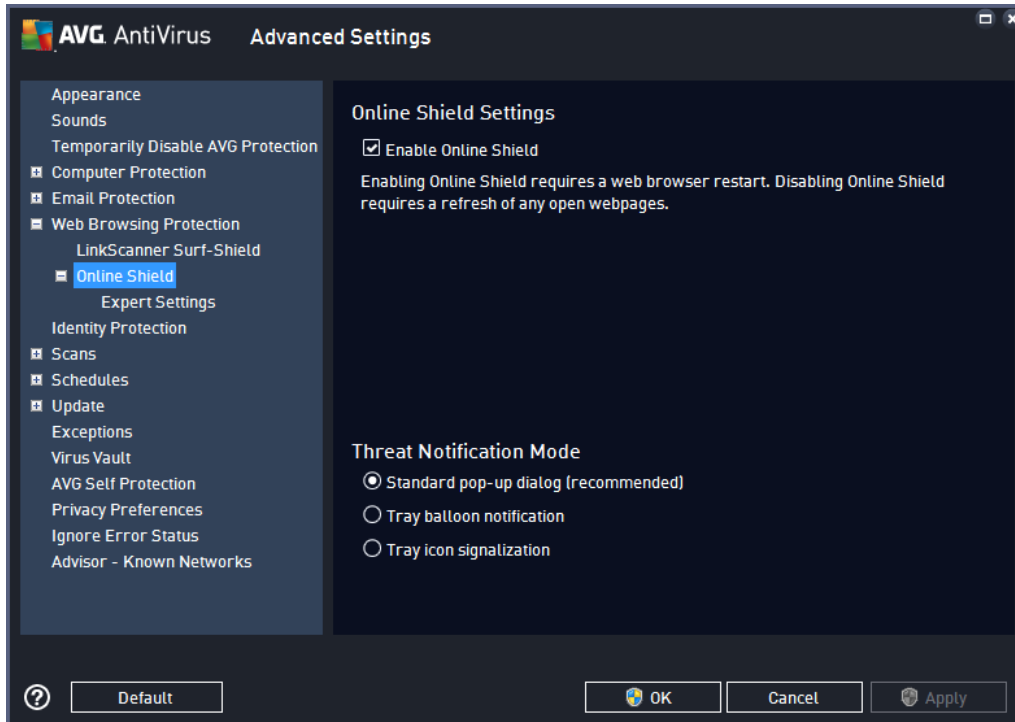 AVG. AntiVirus Advanced Settings
Appearance
Sounds
Temporarily Disable AVG Protection
Computer Protection
Email Protection
Web Browsing Protection
LinkScanner Surf-Shield
Online Shield
Expert Settings
Identity Protection
Scans
Schedules
Update
Exceptions
Virus Vault
AVG Self Protection
Privacy Preferences
Ignore Error Status
Advisor - Known Networks
Online Shield Settings
Enable Online Shield
Enabling Online Shield requires a web browser restart. Disabling Online Shield
requires a refresh of any open webpages.
Threat Notification Mode
Standard pop-up dialog (recommended)
Tray balloon notification
Tray icon signalization
? Default OK Cancel Apply